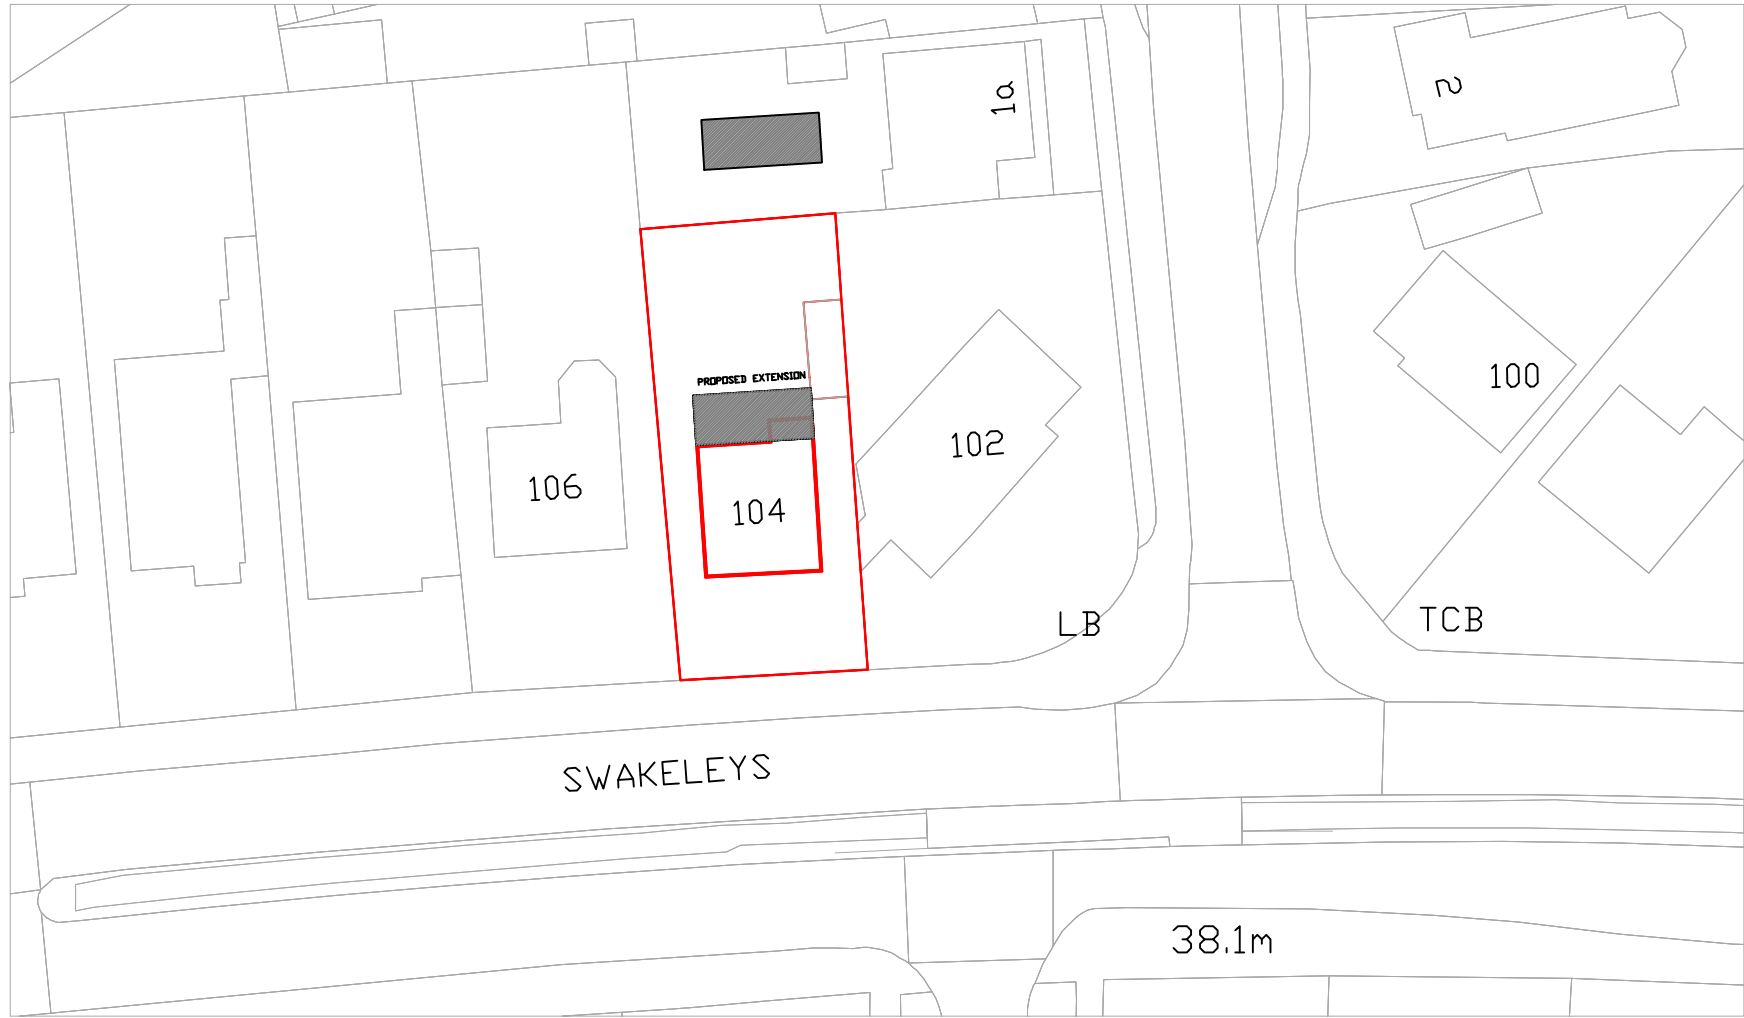 2
1a
100
PROPOSED EXTENSION
102
106
104
LB
TCB
SWAKELEYS
38.1m